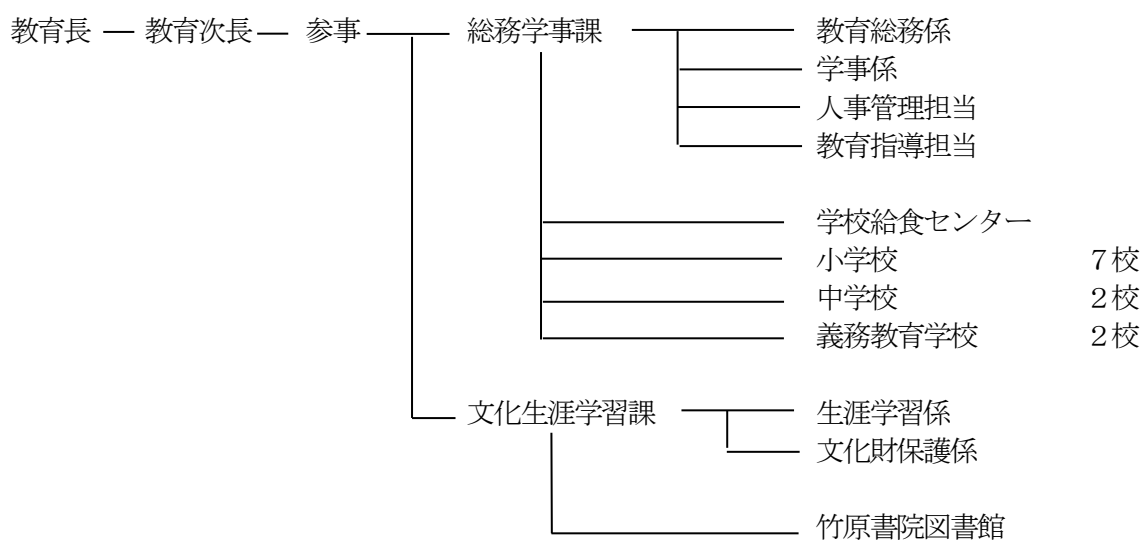 教育長 教育次長 参事 総務学事課 教育総務係
学事係
人事管理担当
教育指導担当
学校給食センター
小学校 7校
中学校 2校
義務教育学校 2校
文化生涯学習課 生涯学習係
文化財保護係
竹原書院図書館